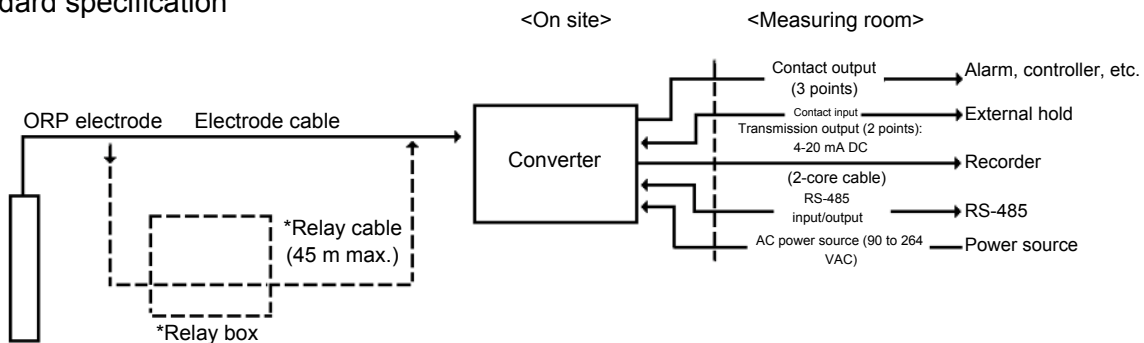 dard specification
<On site>
<Measuring room>
Contact output
(3 points)
Alarm, controller, etc.
Contact input
External hold
Transmission output (2 points):
4-20 mA DC
Recorder
(2-core cable)
RS-485
input/output
RS-485
AC power source (90 to 264
VAC)
Power source
ORP electrode
Electrode cable
Converter
*Relay cable
(45 m max.)
*Relay box